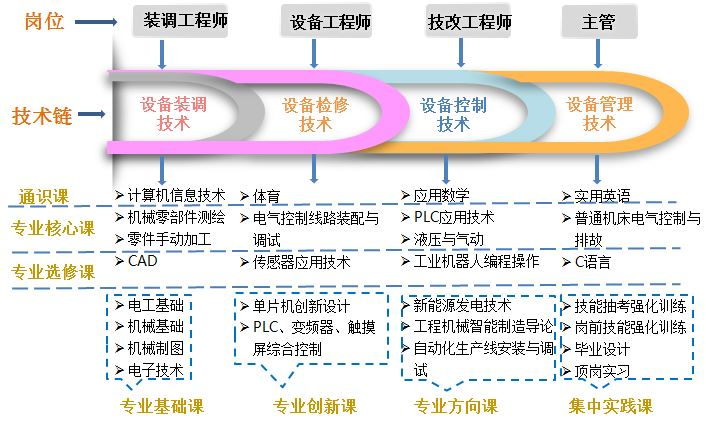 岗位
装调工程师
设备工程师
技改工程师
主管
技术链
设备装调
技术
设备检修
技术
设备控制
技术
设备管理
技术
通识课
➢计算机信息技术
➢体育
➢应用数学
➢实用英语
专业核心课
➢机械零部件测绘
➢零件手动加工
➢电气控制线路装配与
调试
➢PLC应用技术
➢液压与气动
➢普通机床电气控制与
排故
专业选修课
➢CAD
➢传感器应用技术
➢工业机器人编程操作
➢C语言
➢电工基础
➢机械基础
➢机械制图
➢电子技术
➢单片机创新设计
➢PLC、变频器、触摸
屏综合控制
➢新能源发电技术
➢工程机械智能制造导论
➢自动化生产线安装与调
试
➢技能抽考强化训练
➢岗前技能强化训练
➢毕业设计
➢顶岗实习
专业基础课
专业创新课
专业方向课
集中实践课